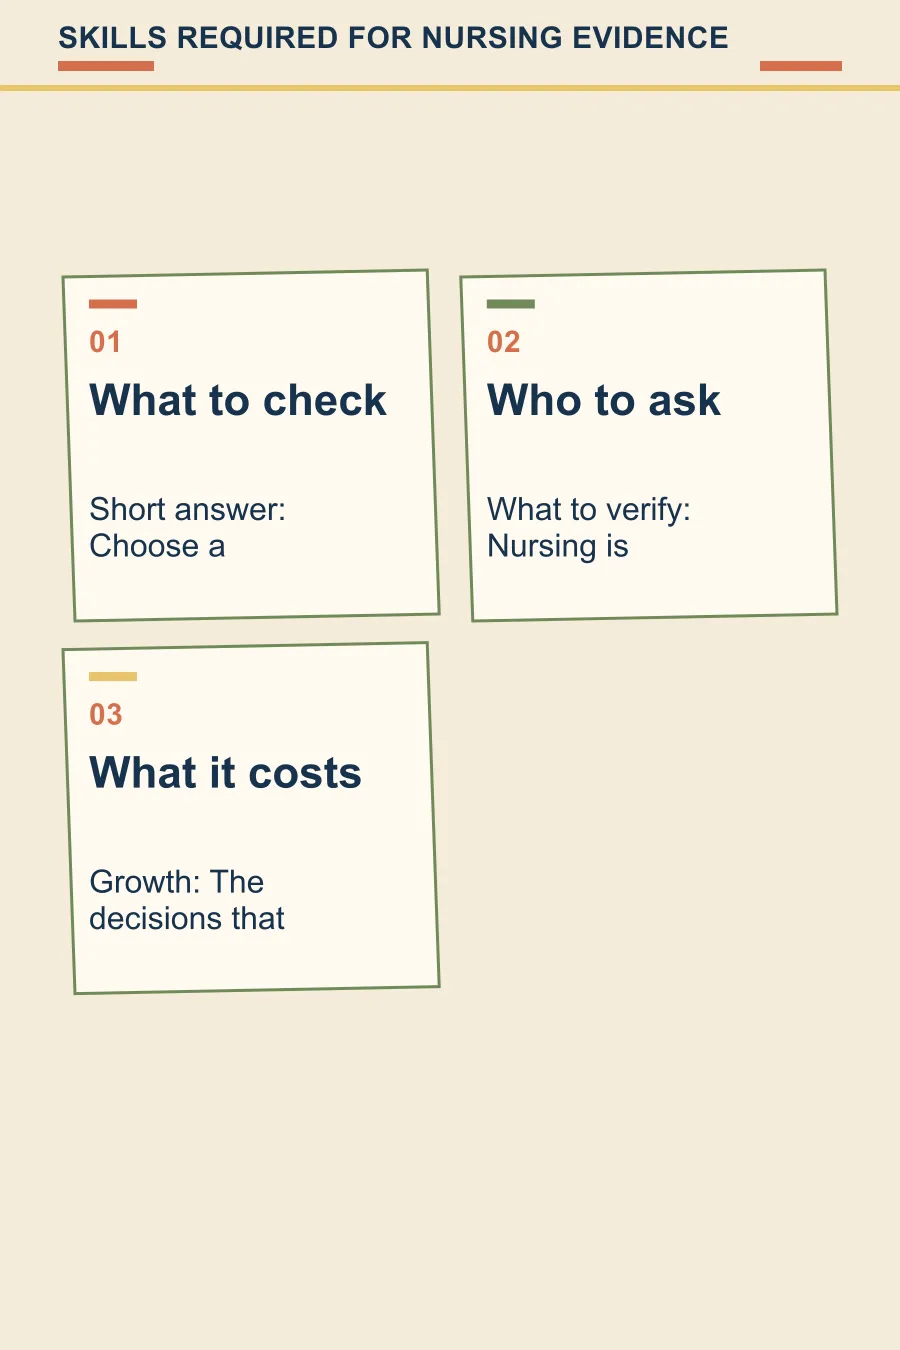 SKILLS REQUIRED FOR NURSING EVIDENCE
01
What to check
Short answer:
Choose a
02
Who to ask
What to verify:
Nursing is
03
What it costs
Growth: The
decisions that